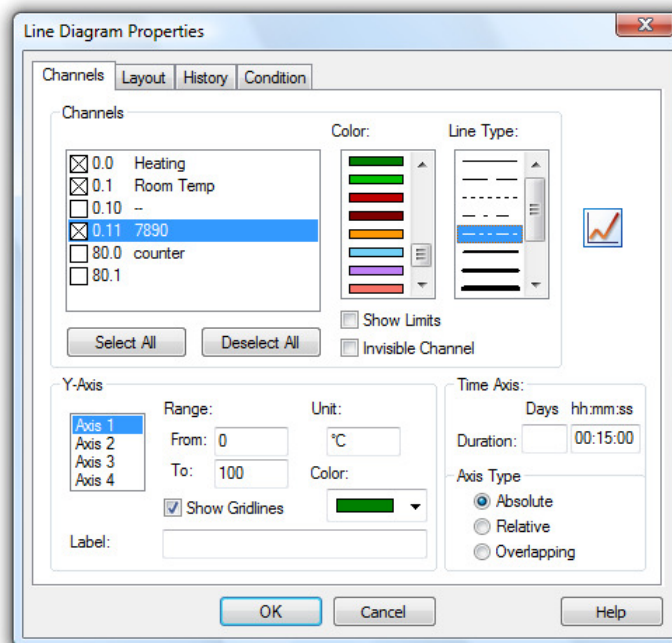 Line Diagram Properties
Channels Layout History Condition
Channels
Color: Line Type:
0.0 Heating
0.1 Room Temp
0.10 --
0.11 7890
80.0 counter
80.1
Select All Deselect All
Show Limits
Invisible Channel
Y-Axis
Axis 1
Axis 2
Axis 3
Axis 4
Range:
From: 0
To: 100
Unit:
°C
Color:
Show Gridlines
Label:
Time Axis:
Days hh:mm:ss
Duration: 00:15:00
Axis Type
Absolute
Relative
Overlapping
OK Cancel Help